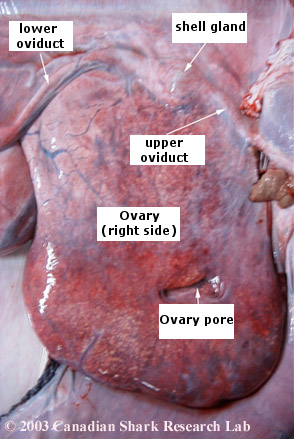 lower
oviduct
shell gland
upper
oviduct
Ovary
(right side)
Ovary pore
© 2003 Canadian Shark Research Lab